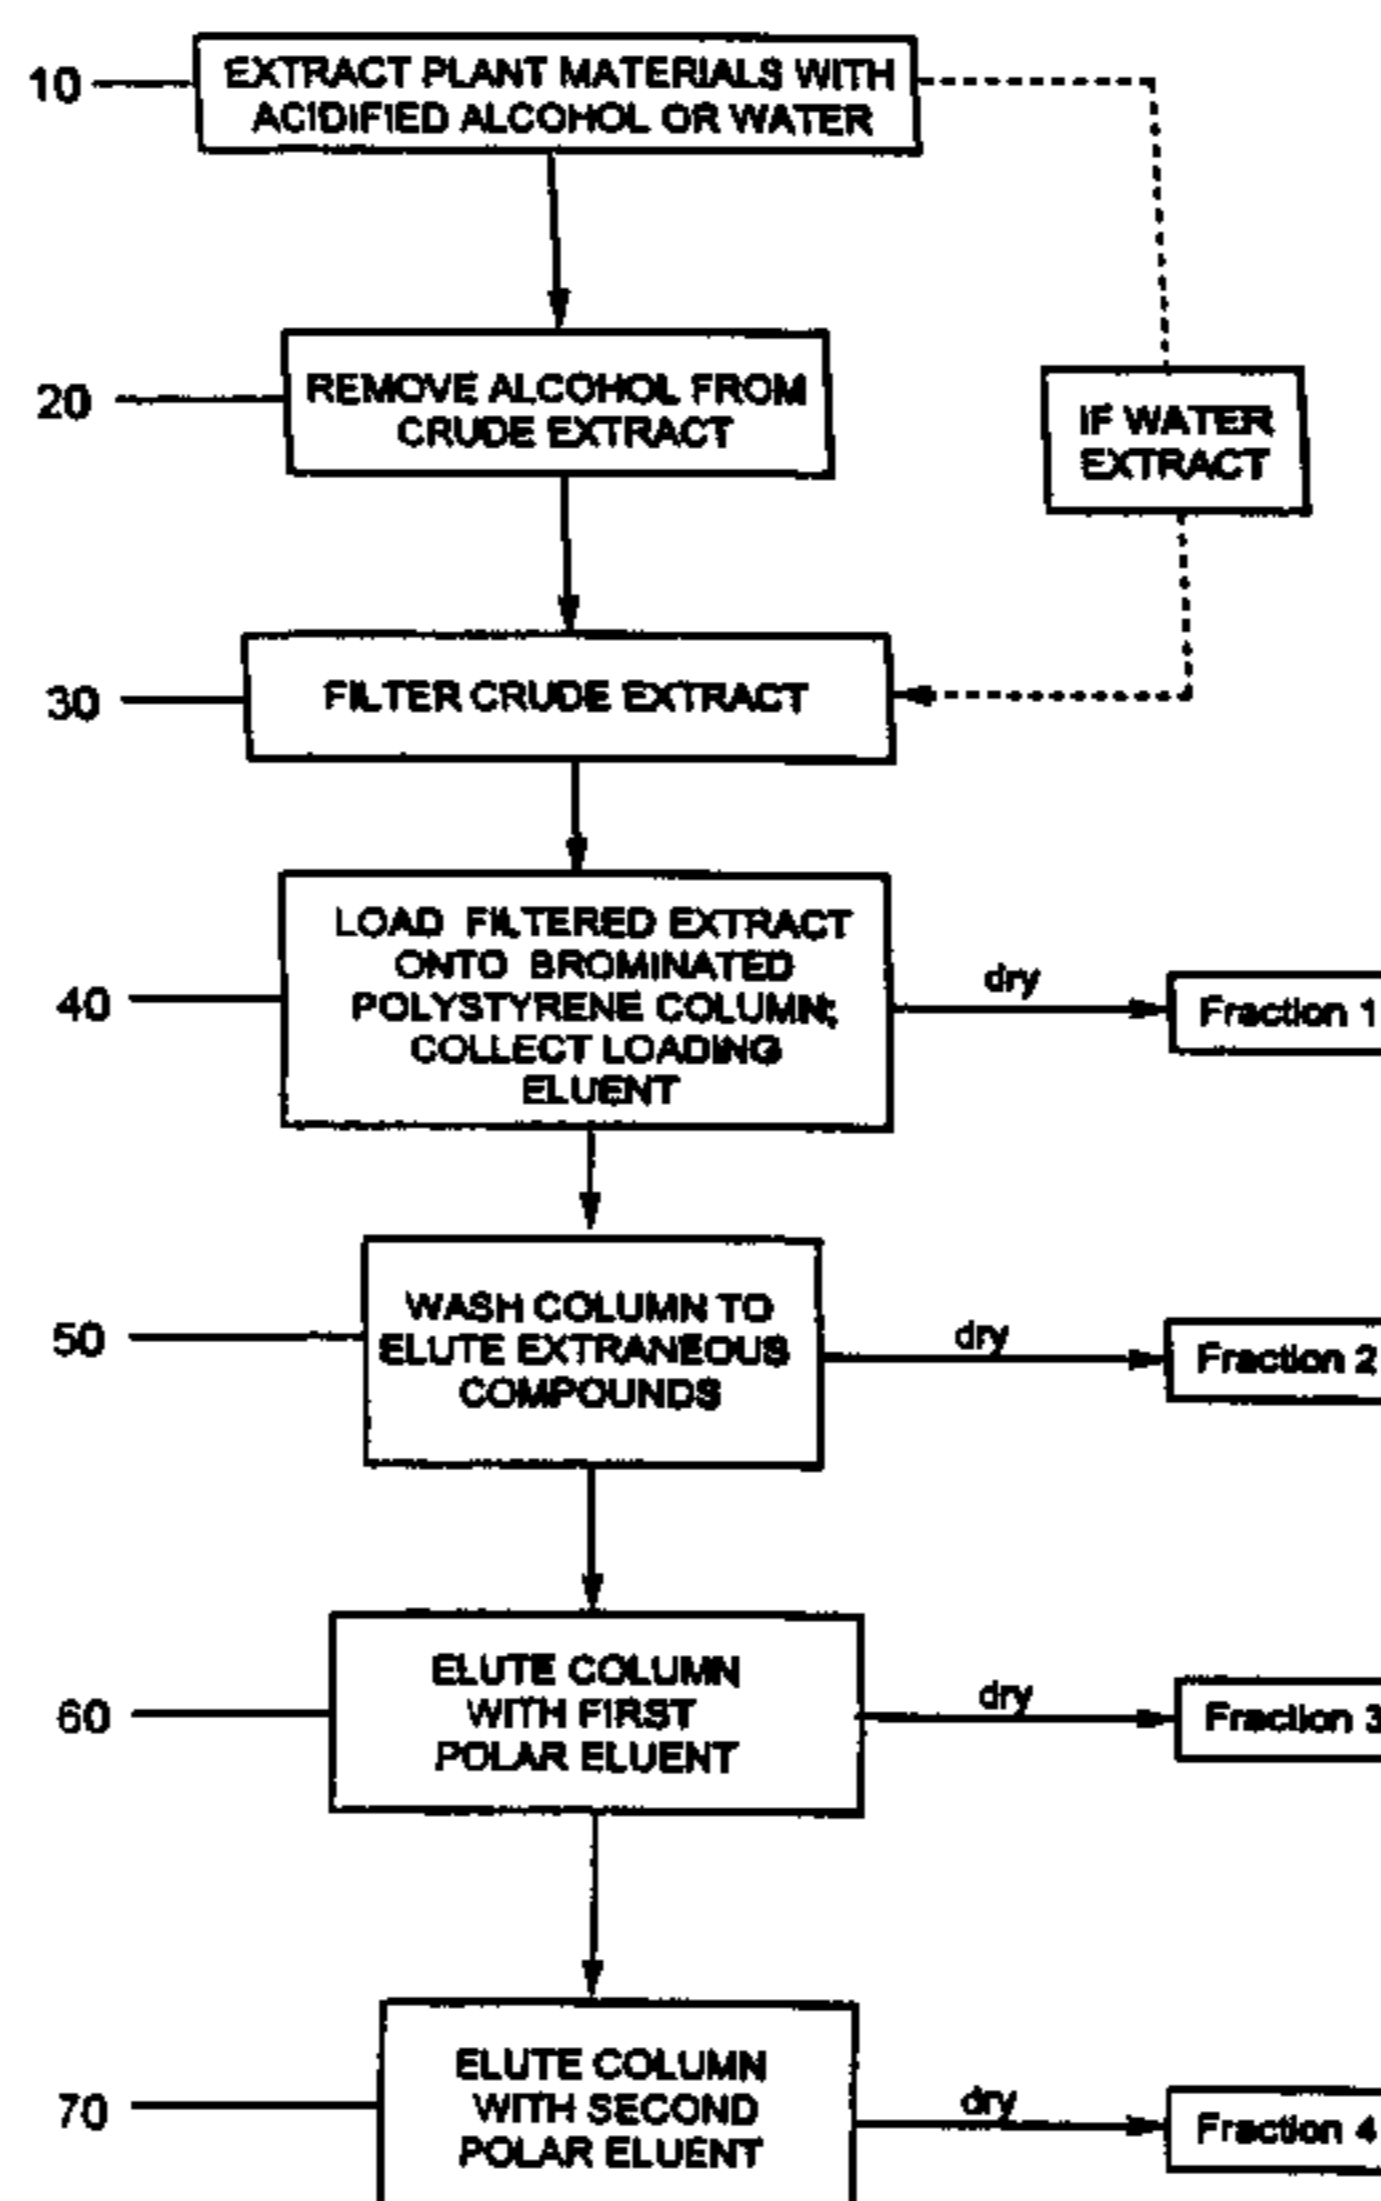 10
EXTRACT PLANT MATERIALS WITH
ACIDIFIED ALCOHOL OR WATER
20
REMOVE ALCOHOL FROM
CRUDE EXTRACT
IF WATER
EXTRACT
30
FILTER CRUDE EXTRACT
40
LOAD FILTERED EXTRACT
ONTO BROMINATED
POLYSTYRENE COLUMN;
COLLECT LOADING
ELUENT
dry
Fraction 1
50
WASH COLUMN TO
ELUTE EXTRANEOUS
COMPOUNDS
dry
Fraction 2
60
ELUTE COLUMN
WITH FIRST
POLAR ELUENT
dry
Fraction 3
70
ELUTE COLUMN
WITH SECOND
POLAR ELUENT
dry
Fraction 4